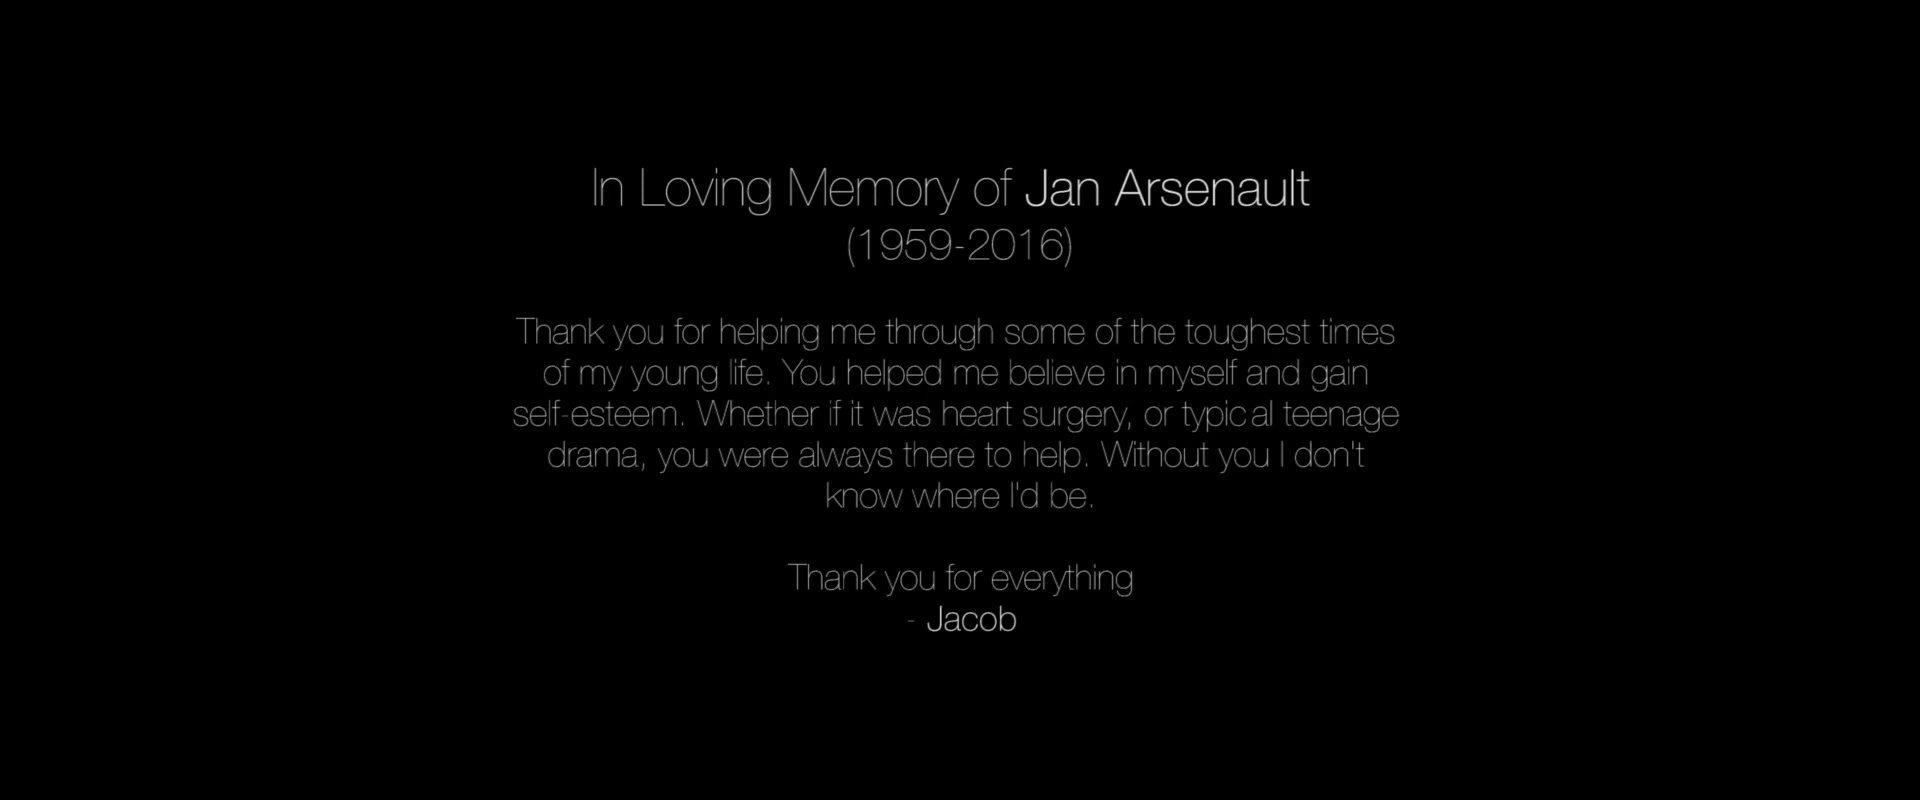 In Loving Memory of Jan Arsenault
(1959-2016)
Thank you for helping me through some of the toughest times
of my young life. You helped me believe in myself and gain
self-esteem. Whether if it was heart surgery, or typical teenage
drama, you were always there to help. Without you I don't
know where I'd be.
Thank you for everything
- Jacob